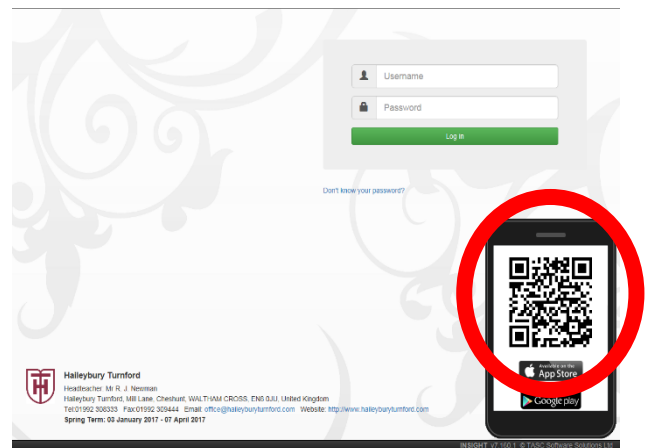 Username
Password
Log in
Don't know your password?
Available on the
App Store
Google play
Haileybury Turnford
Headteacher Mr R. J. Newman
Haileybury Turnford, Mill Lane, Cheshunt, WALTHAM CROSS. EN8 0JU, United Kingdom
Tel:01992 308333 Fax:01992 309444 Email: office@haileyburyturnford.com Website: http://www.haileyburyturnford.com
Spring Term: 03 January 2017 - 07 April 2017
INSIGHT v7.160.1 © TASC Software Solutions Ltd